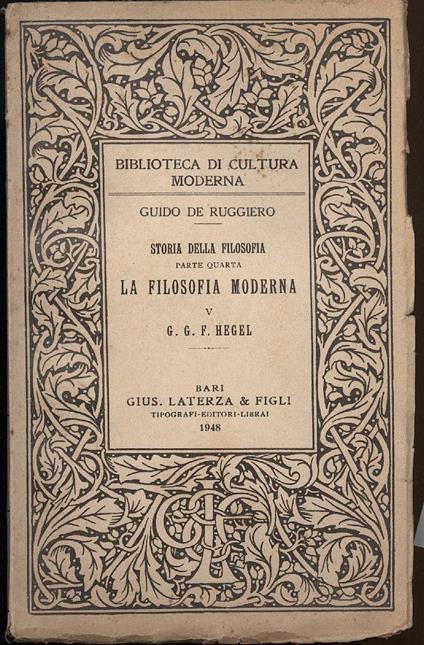 BIBLIOTECA DI CULTURA
MODERNA
GUIDO DE RUGGIERO
STORIA DELLA FILOSOFIA
PARTE QUARTA
LA FILOSOFIA MODERNA
V
G. G. F. HEGEL
BARI
GIUS. LATERZA & FIGLI
TIPOGRAFI-EDITORI-LIBRAI
1948